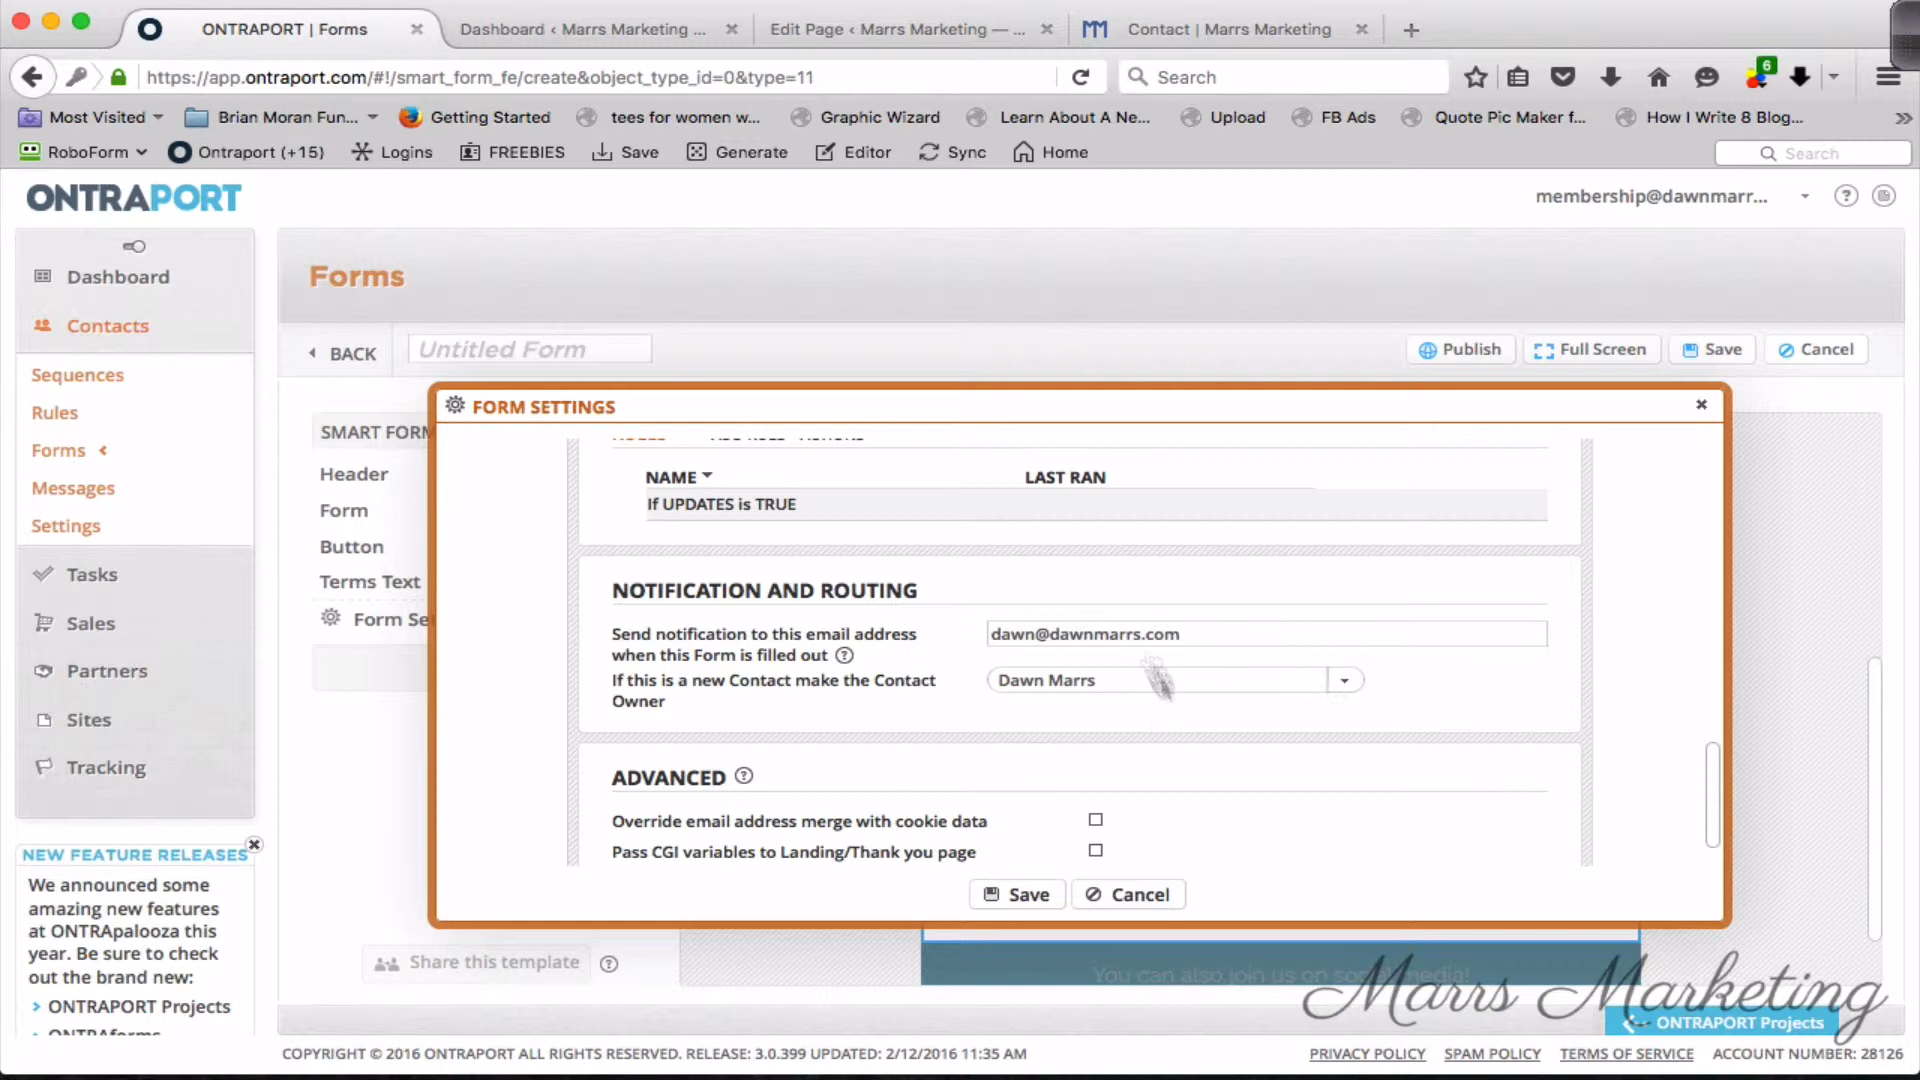 ONTRAPORT | Forms
Dashboard ‹ Marrs Marketing ...
Edit Page ‹ Marrs Marketing — ...
Contact | Marrs Marketing
https://app.ontraport.com/#!/smart_form_fe/create&object_type_id=0&type=11
Search
6
Most Visited
Brian Moran Fun...
Getting Started
tees for women w...
Graphic Wizard
Learn About A Ne...
Upload
FB Ads
Quote Pic Maker f...
How I Write 8 Blog...
RoboForm
Ontraport (+15)
Logins
FREEBIES
Save
Generate
Editor
Sync
Home
Search
ONTRAPORT
membership@dawnmarr...
Dashboard
Contacts
Sequences
Rules
Forms
Messages
Settings
Tasks
Sales
Partners
Sites
Tracking
NEW FEATURE RELEASES
We announced some
amazing new features
at ONTRApalooza this
year. Be sure to check
out the brand new:
ONTRAPORT Projects
ONTRAforms
Forms
BACK
Untitled Form
Publish
Full Screen
Save
Cancel
SMART FORM
Header
Form
Button
Terms Text
Form Se
Share this template
FORM SETTINGS
NAME
LAST RAN
If UPDATES is TRUE
NOTIFICATION AND ROUTING
Send notification to this email address
when this Form is filled out
dawn@dawnmarrs.com
If this is a new Contact make the Contact
Owner
Dawn Marrs
ADVANCED
Override email address merge with cookie data
Pass CGI variables to Landing/Thank you page
Save
Cancel
You can also join us on social media!
Marrs Marketing
ONTRAPORT Projects
COPYRIGHT © 2016 ONTRAPORT ALL RIGHTS RESERVED. RELEASE: 3.0.399 UPDATED: 2/12/2016 11:35 AM
PRIVACY POLICY
SPAM POLICY
TERMS OF SERVICE
ACCOUNT NUMBER: 28126